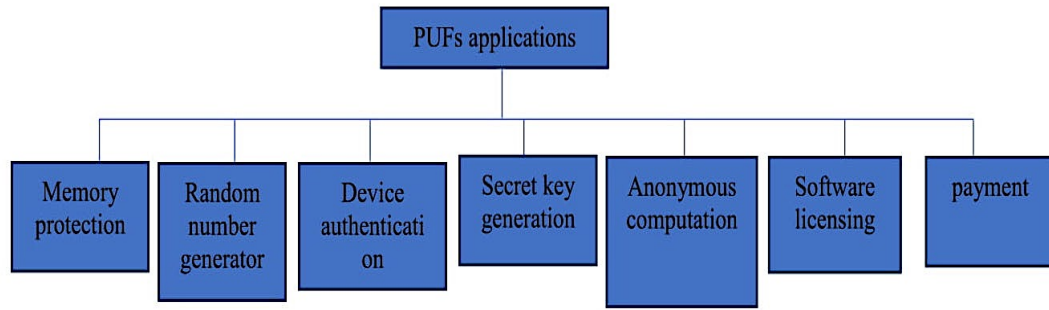 PUFs applications
Memory
protection
Random
number
generator
Device
authenticati
on
Secret key
generation
Anonymous
computation
Software
licensing
payment